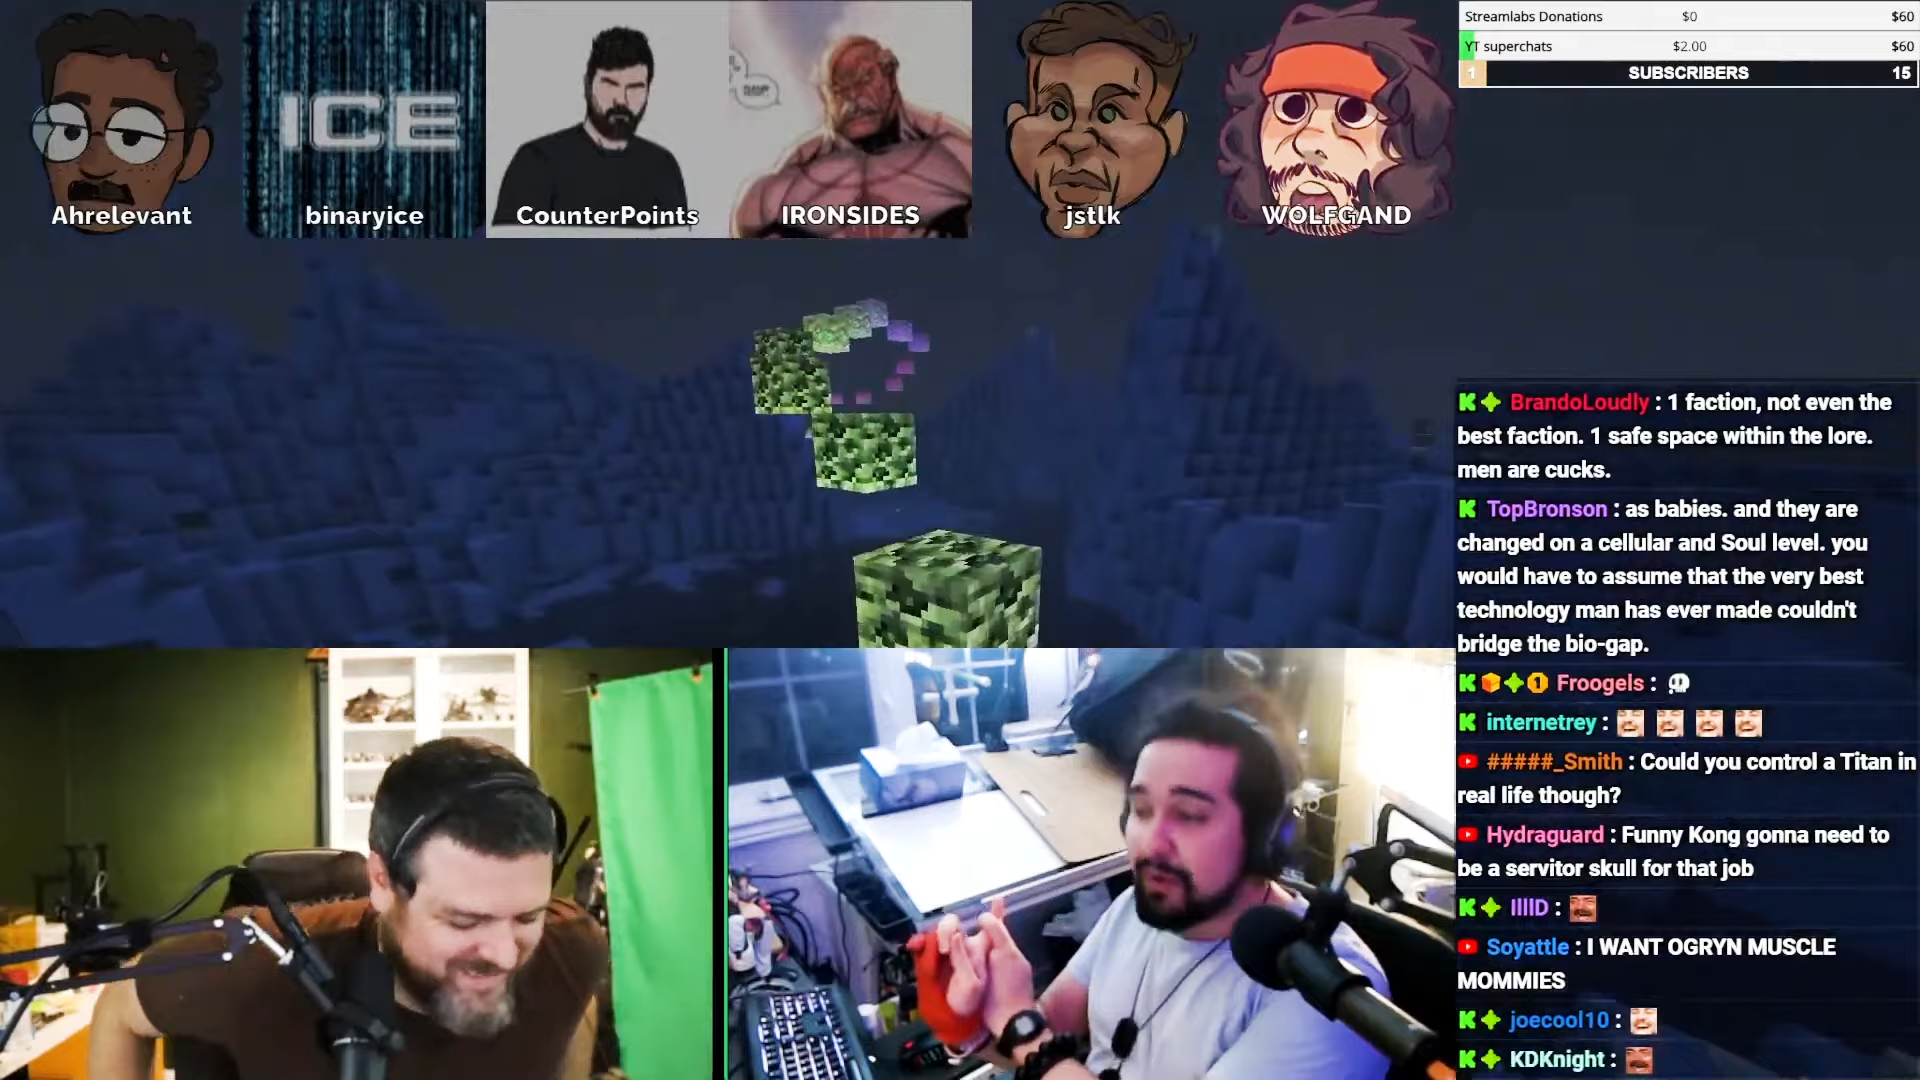 Ahrelevant
ICE
binaryice
CounterPoints
IRONSIDES
jstlk
WOLFGAND
Streamlabs Donations $0 $60
YT superchats $2.00 $60
1 SUBSCRIBERS 15
BrandoLoudly : 1 faction, not even the
best faction. 1 safe space within the lore.
men are cucks.
TopBronson : as babies. and they are
changed on a cellular and Soul level. you
would have to assume that the very best
technology man has ever made couldn't
bridge the bio-gap.
1 Froogels :
internetrey :
#####_Smith : Could you control a Titan in
real life though?
Hydraguard : Funny Kong gonna need to
be a servitor skull for that job
IllID :
Soyattle : I WANT OGRYN MUSCLE
MOMMIES
joecool10 :
KDKnight :